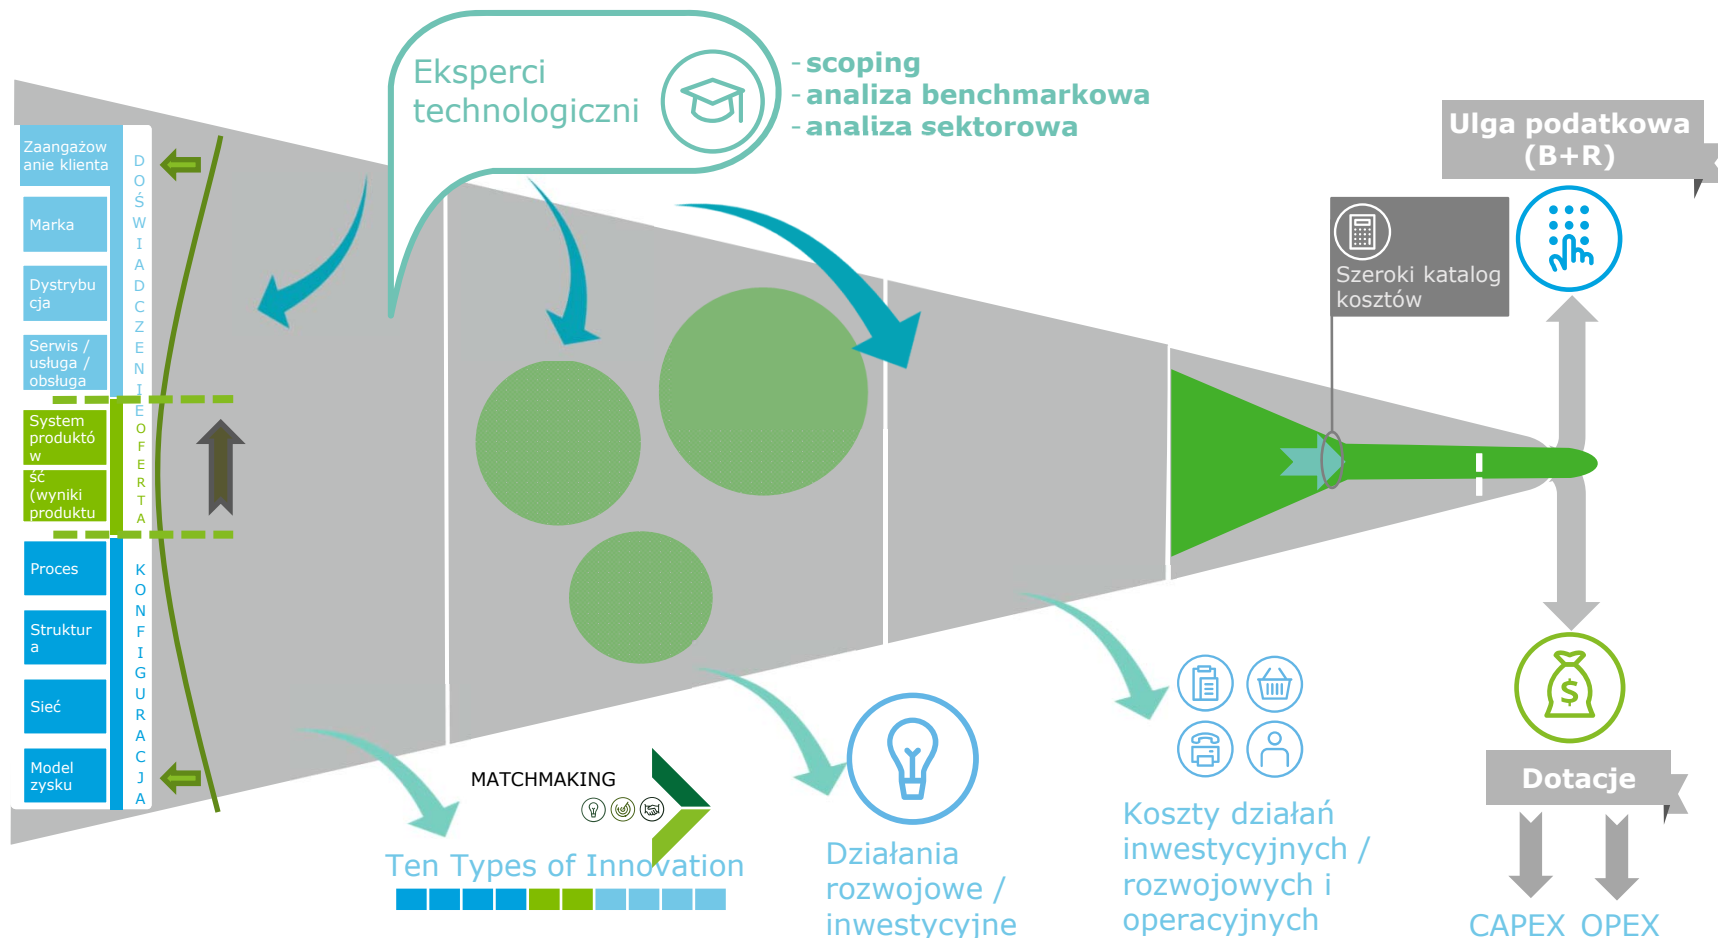 Eksperci
technologiczni
- scoping
- analiza benchmarkowa
- analiza sektorowa
Ulga podatkowa
(B+R)
Szeroki katalog
kosztów
Zaangażow
anie klienta
Marka
Dystrybu
cja
Serwis /
usługa /
obsługa
System
produktó
w
ść
(wyniki
produktu
Proces
Struktur
a
Sieć
Model
zysku
DOŚWIADCZENIE
OFERTA
KONFIGURACJA
MATCHMAKING
Ten Types of Innovation
Działania
rozwojowe /
inwestycyjne
Koszty działań
inwestycyjnych /
rozwojowych i
operacyjnych
$
Dotacje
CAPEX OPEX